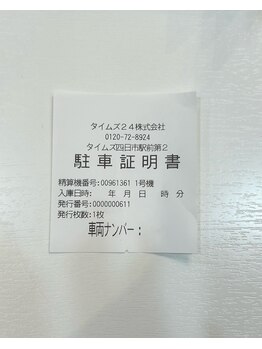 タイムズ24株式会社
0120-72-8924
タイムズ四日市駅前第2
駐車証明書
精算機番号:00961361 1号機
入庫日時: 年 月 日 時 分
発行番号:0000000611
発行枚数:1枚
車両ナンバー: